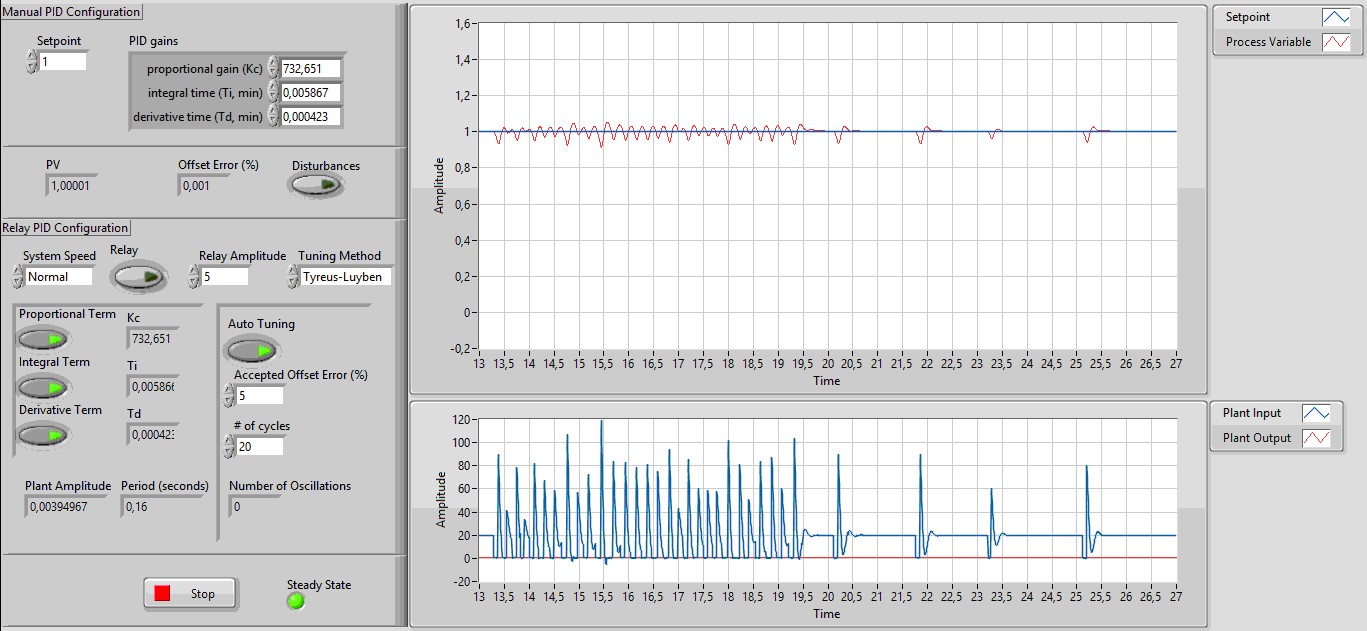 Manual PID Configuration
Setpoint
1
PID gains
proportional gain (Kc) 732,651
integral time (Ti, min) 0,005867
derivative time (Td, min) 0,000423
PV
1,00001
Offset Error (%)
0,001
Disturbances
Relay PID Configuration
System Speed
Normal
Relay
Relay Amplitude
5
Tuning Method
Tyreus-Luyben
Proportional Term
Kc
732,651
Integral Term
Ti
0,005866
Derivative Term
Td
0,000423
Auto Tuning
Accepted Offset Error (%)
5
# of cycles
20
Plant Amplitude
0,00394967
Period (seconds)
0,16
Number of Oscillations
0
Stop
Steady State
Amplitude
1,6
1,4
1,2
1
0,8
0,6
0,4
0,2
0
-0,2
13 13,5 14 14,5 15 15,5 16 16,5 17 17,5 18 18,5 19 19,5 20 20,5 21 21,5 22 22,5 23 23,5 24 24,5 25 25,5 26 26,5 27
Time
Setpoint
Process Variable
Amplitude
120
100
80
60
40
20
0
-20
13 13,5 14 14,5 15 15,5 16 16,5 17 17,5 18 18,5 19 19,5 20 20,5 21 21,5 22 22,5 23 23,5 24 24,5 25 25,5 26 26,5 27
Time
Plant Input
Plant Output